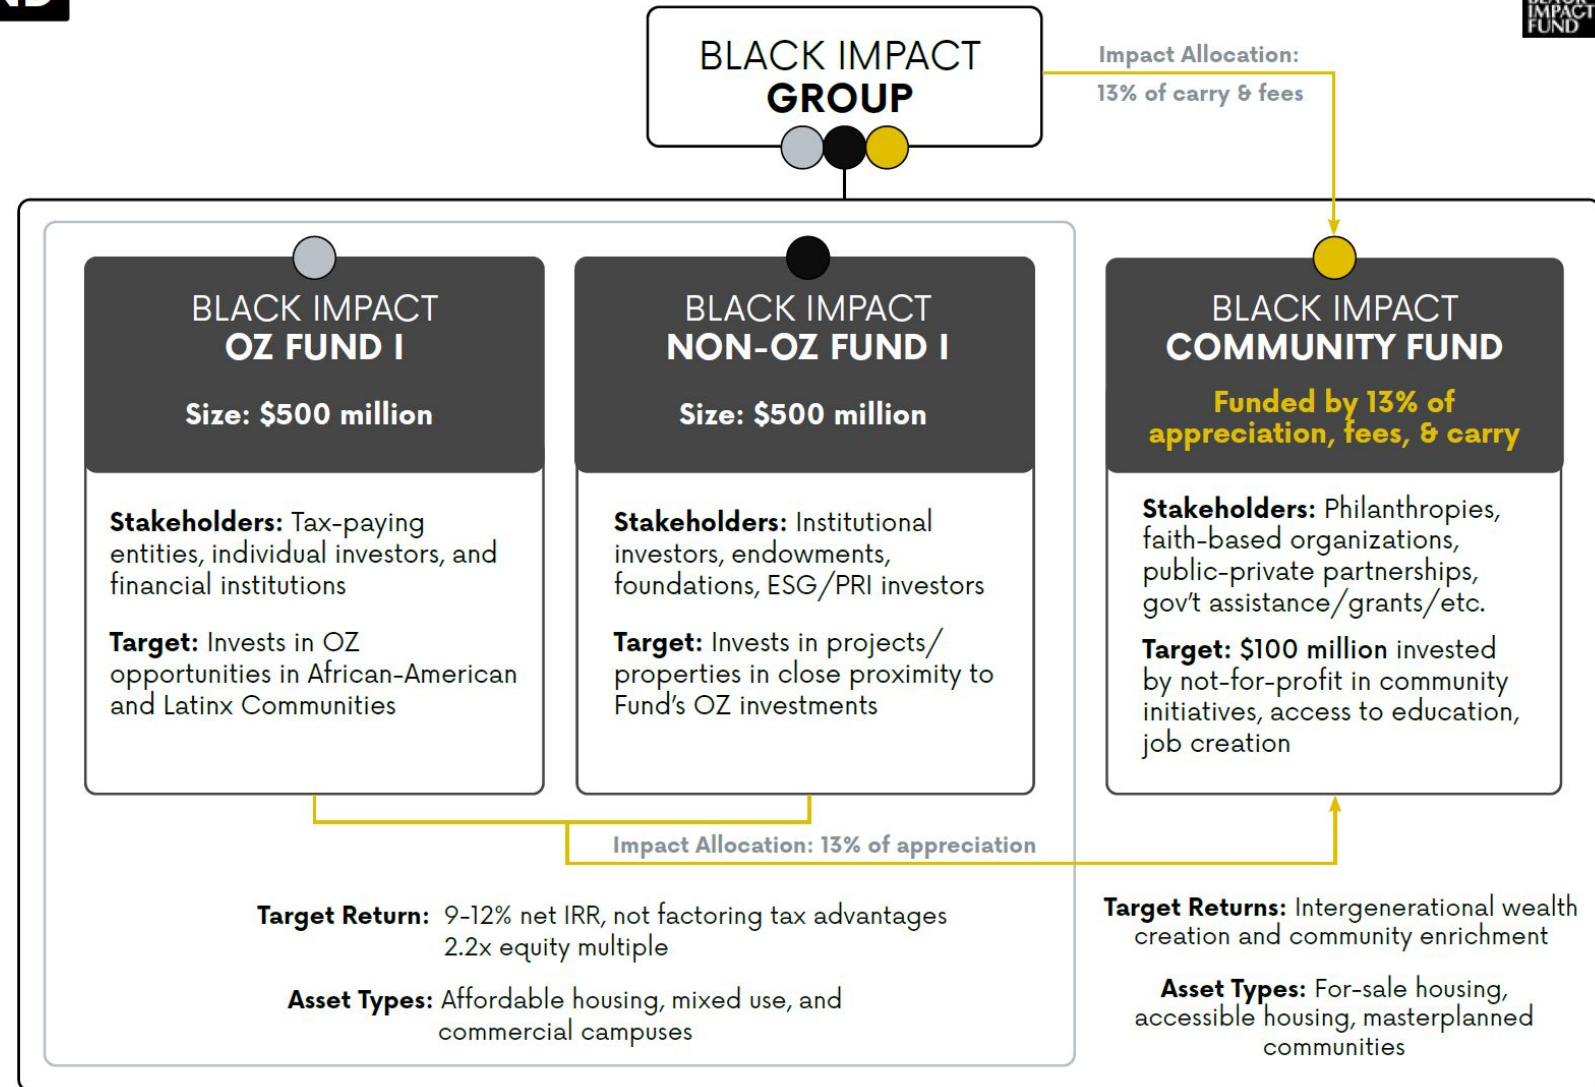 ND
BLACK
IMPACT
FUND
BLACK IMPACT
GROUP
Impact Allocation:
13% of carry & fees
BLACK IMPACT
OZ FUND I
Size: $500 million
Stakeholders: Tax-paying
entities, individual investors, and
financial institutions
Target: Invests in OZ
opportunities in African-American
and Latinx Communities
BLACK IMPACT
NON-OZ FUND I
Size: $500 million
Stakeholders: Institutional
investors, endowments,
foundations, ESG/PRI investors
Target: Invests in projects/
properties in close proximity to
Fund's OZ investments
BLACK IMPACT
COMMUNITY FUND
Funded by 13% of
appreciation, fees, & carry
Stakeholders: Philanthropies,
faith-based organizations,
public-private partnerships,
gov't assistance/grants/etc.
Target: $100 million invested
by not-for-profit in community
initiatives, access to education,
job creation
Impact Allocation: 13% of appreciation
Target Return: 9-12% net IRR, not factoring tax advantages
2.2x equity multiple
Asset Types: Affordable housing, mixed use, and
commercial campuses
Target Returns: Intergenerational wealth
creation and community enrichment
Asset Types: For-sale housing,
accessible housing, masterplanned
communities